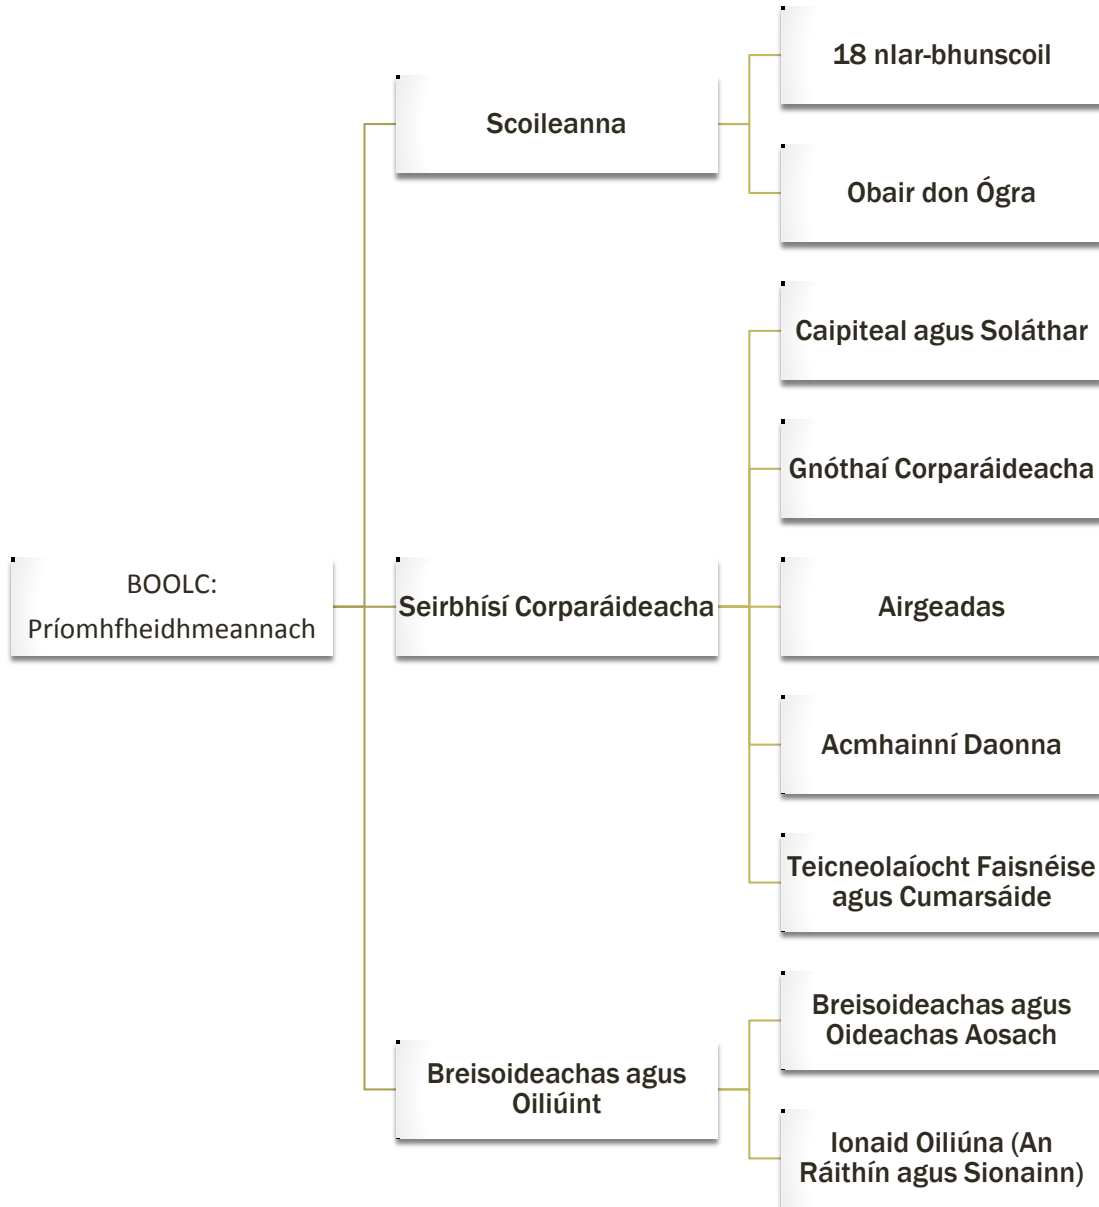 BOOLC:
Príomhfheidhmeannach
Scoileanna
18 nIar-bhunscoil
Obair don Ógra
Seirbhísí Corparáideacha
Caipiteal agus Soláthar
Gnóthaí Corparáideacha
Airgeadas
Acmhainní Daonna
Teicneolaíocht Faisnéise
agus Cumarsáide
Breisoideachas agus
Oiliúint
Breisoideachas agus
Oideachas Aosach
Ionaid Oiliúna (An
Ráithín agus Sionainn)